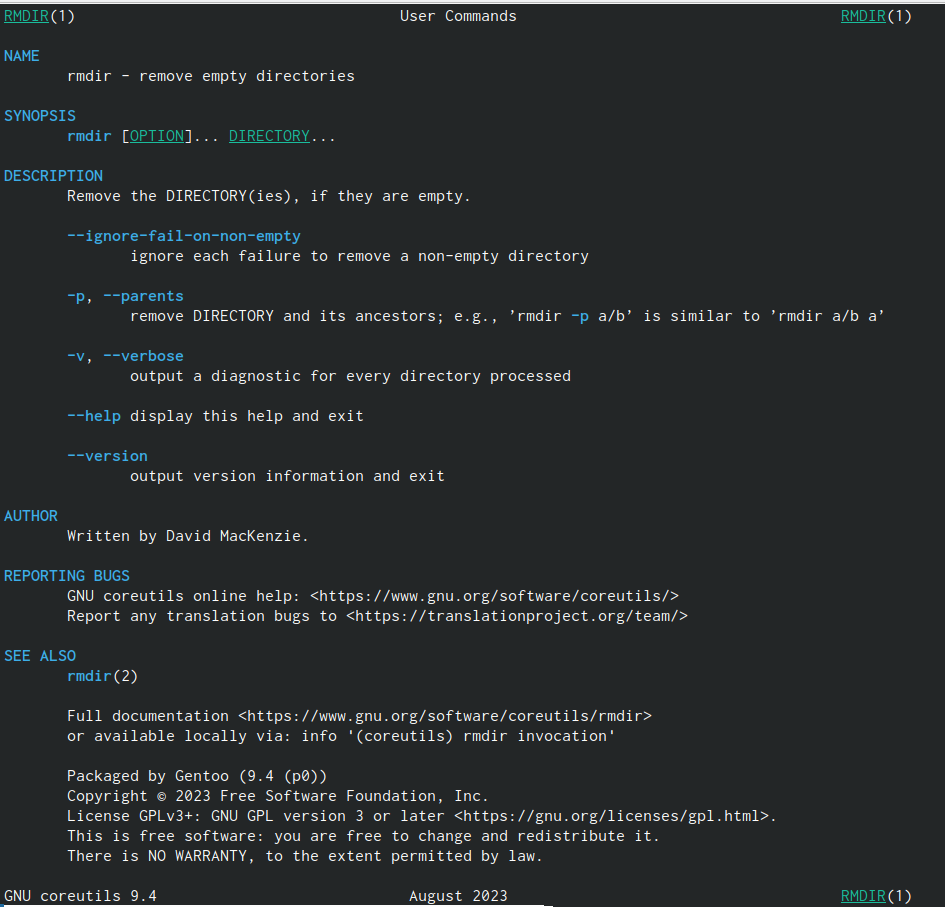 RMDIR(1) User Commands RMDIR(1)
NAME
rmdir - remove empty directories
SYNOPSIS
rmdir [OPTION]... DIRECTORY...
DESCRIPTION
Remove the DIRECTORY(ies), if they are empty.
--ignore-fail-on-non-empty
ignore each failure to remove a non-empty directory
-p, --parents
remove DIRECTORY and its ancestors; e.g., ’rmdir -p a/b’ is similar to ’rmdir a/b a’
-v, --verbose
output a diagnostic for every directory processed
--help display this help and exit
--version
output version information and exit
AUTHOR
Written by David MacKenzie.
REPORTING BUGS
GNU coreutils online help: <https://www.gnu.org/software/coreutils/>
Report any translation bugs to <https://translationproject.org/team/>
SEE ALSO
rmdir(2)
Full documentation <https://www.gnu.org/software/coreutils/rmdir>
or available locally via: info '(coreutils) rmdir invocation'
Packaged by Gentoo (9.4 (p0))
Copyright © 2023 Free Software Foundation, Inc.
License GPLv3+: GNU GPL version 3 or later <https://gnu.org/licenses/gpl.html>.
This is free software: you are free to change and redistribute it.
There is NO WARRANTY, to the extent permitted by law.
GNU coreutils 9.4 August 2023 RMDIR(1)